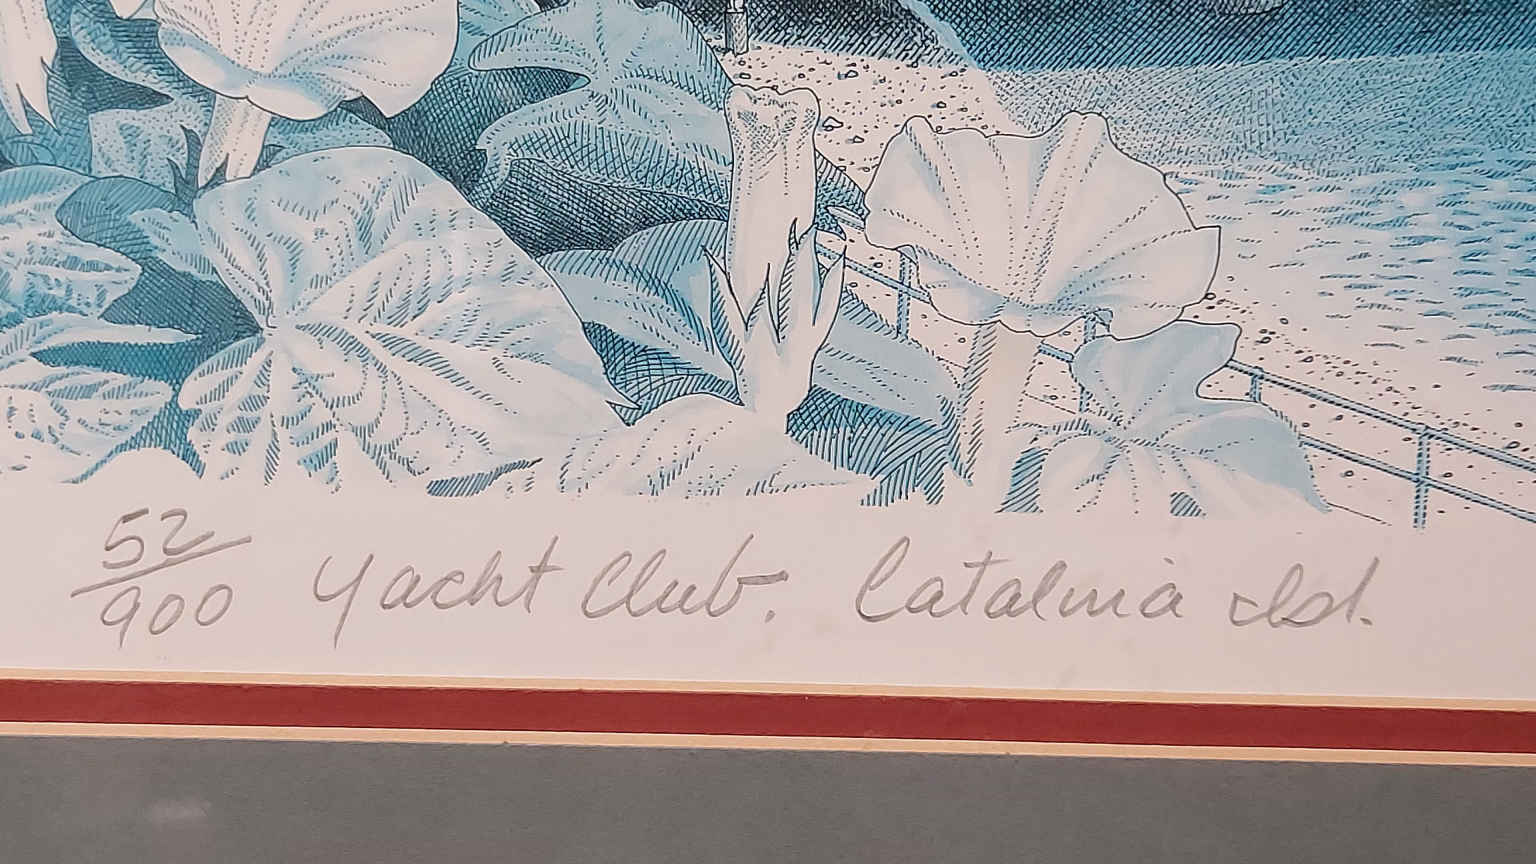 52/900 Yacht Club, Catalina Isl.